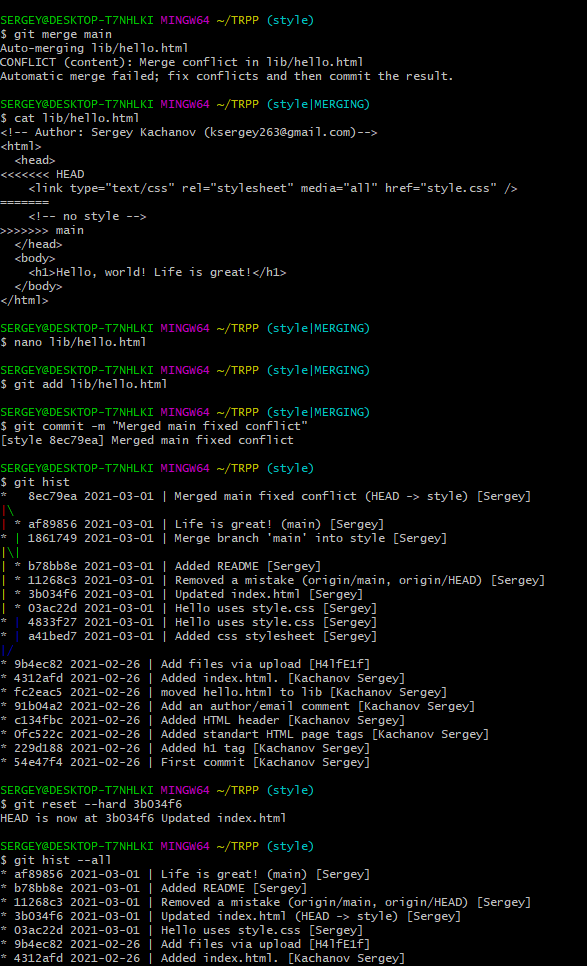 SERGEY@DESKTOP-T7NHLKI MINGW64 ~/TRPP (style)
$ git merge main
Auto-merging lib/hello.html
CONFLICT (content): Merge conflict in lib/hello.html
Automatic merge failed; fix conflicts and then commit the result.

SERGEY@DESKTOP-T7NHLKI MINGW64 ~/TRPP (style|MERGING)
$ cat lib/hello.html
<!-- Author: Sergey Kachanov (ksergey263@gmail.com)-->
<html>
  <head>
<<<<<<< HEAD
    <link type="text/css" rel="stylesheet" media="all" href="style.css" />
=======
    <!-- no style -->
>>>>>>> main
  </head>
  <body>
    <h1>Hello, world! Life is great!</h1>
  </body>
</html>

SERGEY@DESKTOP-T7NHLKI MINGW64 ~/TRPP (style|MERGING)
$ nano lib/hello.html

SERGEY@DESKTOP-T7NHLKI MINGW64 ~/TRPP (style|MERGING)
$ git add lib/hello.html

SERGEY@DESKTOP-T7NHLKI MINGW64 ~/TRPP (style|MERGING)
$ git commit -m "Merged main fixed conflict"
[style 8ec79ea] Merged main fixed conflict

SERGEY@DESKTOP-T7NHLKI MINGW64 ~/TRPP (style)
$ git hist
*   8ec79ea 2021-03-01 | Merged main fixed conflict (HEAD -> style) [Sergey]
|\
| * af89856 2021-03-01 | Life is great! (main) [Sergey]
* | 1861749 2021-03-01 | Merge branch 'main' into style [Sergey]
|\|
| * b78bb8e 2021-03-01 | Added README [Sergey]
| * 11268c3 2021-03-01 | Removed a mistake (origin/main, origin/HEAD) [Sergey]
| * 3b034f6 2021-03-01 | Updated index.html [Sergey]
| * 03ac22d 2021-03-01 | Hello uses style.css [Sergey]
* | 4833f27 2021-03-01 | Hello uses style.css [Sergey]
* | a41bed7 2021-03-01 | Added css stylesheet [Sergey]
|/
* 9b4ec82 2021-02-26 | Add files via upload [H4lfE1f]
* 4312afd 2021-02-26 | Added index.html. [Kachanov Sergey]
* fc2eac5 2021-02-26 | moved hello.html to lib [Kachanov Sergey]
* 91b04a2 2021-02-26 | Add an author/email comment [Kachanov Sergey]
* c134fbc 2021-02-26 | Added HTML header [Kachanov Sergey]
* 0fc522c 2021-02-26 | Added standart HTML page tags [Kachanov Sergey]
* 229d188 2021-02-26 | Added h1 tag [Kachanov Sergey]
* 54e47f4 2021-02-26 | First commit [Kachanov Sergey]

SERGEY@DESKTOP-T7NHLKI MINGW64 ~/TRPP (style)
$ git reset --hard 3b034f6
HEAD is now at 3b034f6 Updated index.html

SERGEY@DESKTOP-T7NHLKI MINGW64 ~/TRPP (style)
$ git hist --all
* af89856 2021-03-01 | Life is great! (main) [Sergey]
* b78bb8e 2021-03-01 | Added README [Sergey]
* 11268c3 2021-03-01 | Removed a mistake (origin/main, origin/HEAD) [Sergey]
* 3b034f6 2021-03-01 | Updated index.html (HEAD -> style) [Sergey]
* 03ac22d 2021-03-01 | Hello uses style.css [Sergey]
* 9b4ec82 2021-02-26 | Add files via upload [H4lfE1f]
* 4312afd 2021-02-26 | Added index.html. [Kachanov Sergey]